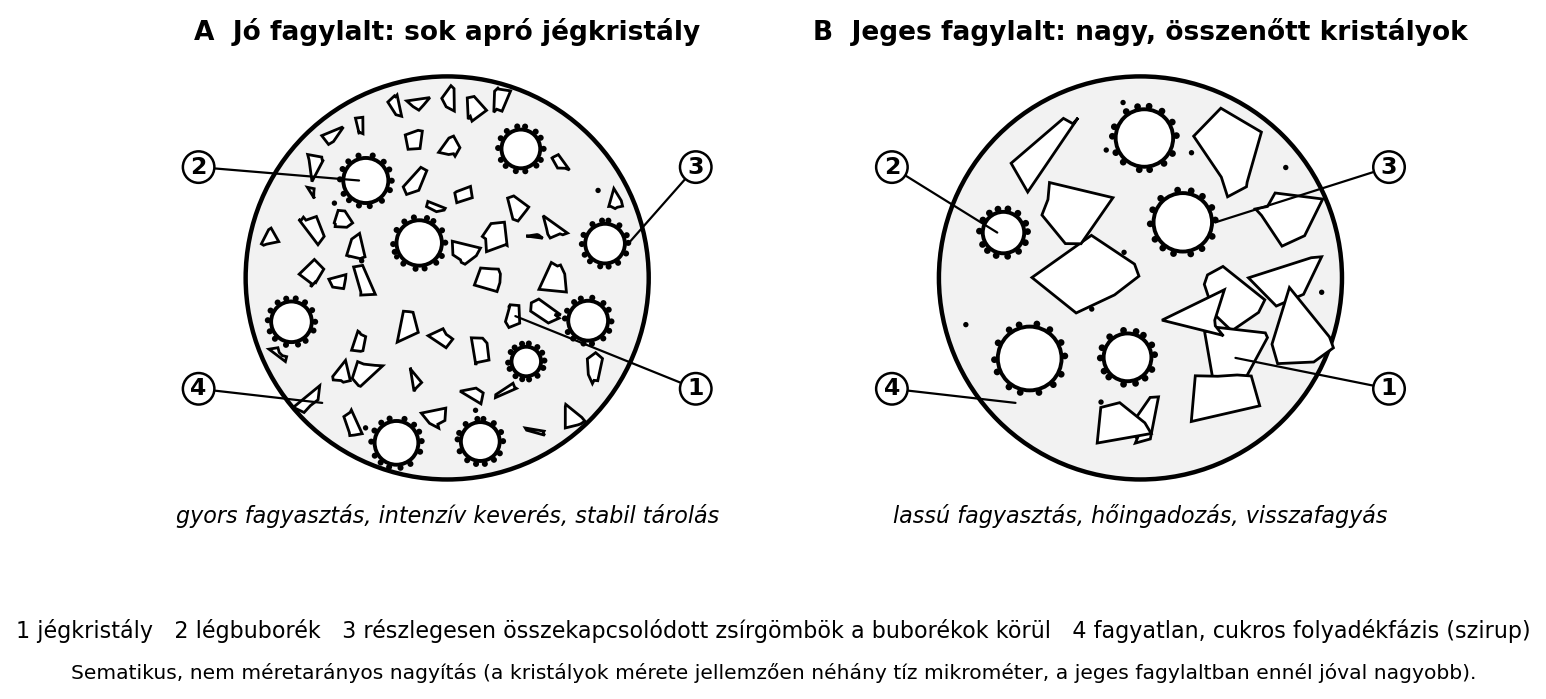 A Jó fagylalt: sok apró jégkristály
B Jeges fagylalt: nagy, összenőtt kristályok
2
3
4
1
2
3
4
1
gyors fagyasztás, intenzív keverés, stabil tárolás
lassú fagyasztás, hőingadozás, visszafagyás
1 jégkristály 2 légbuborék 3 részlegesen összekapcsolódott zsírgömbök a buborékok körül 4 fagyatlan, cukros folyadékfázis (szirup)
Sematikus, nem méretarányos nagyítás (a kristályok mérete jellemzően néhány tíz mikrométer, a jeges fagylaltban ennél jóval nagyobb).